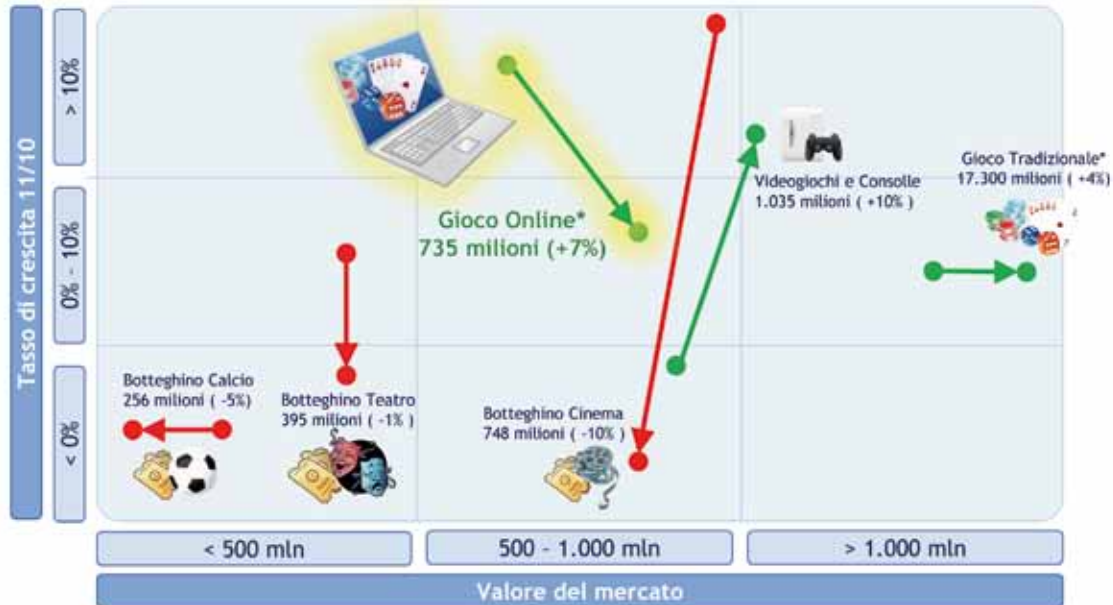 Tasso di crescita 11/10
> 10%
0% - 10%
< 0%
Gioco Online*
735 milioni (+7%)
Videogiochi e Consolle
1.035 milioni ( +10% )
Gioco Tradizionale*
17.300 milioni ( +4%)
Botteghino Calcio
256 milioni ( -5%)
Botteghino Teatro
395 milioni ( -1% )
Botteghino Cinema
748 milioni ( -10% )
< 500 mln
500 - 1.000 mln
> 1.000 mln
Valore del mercato